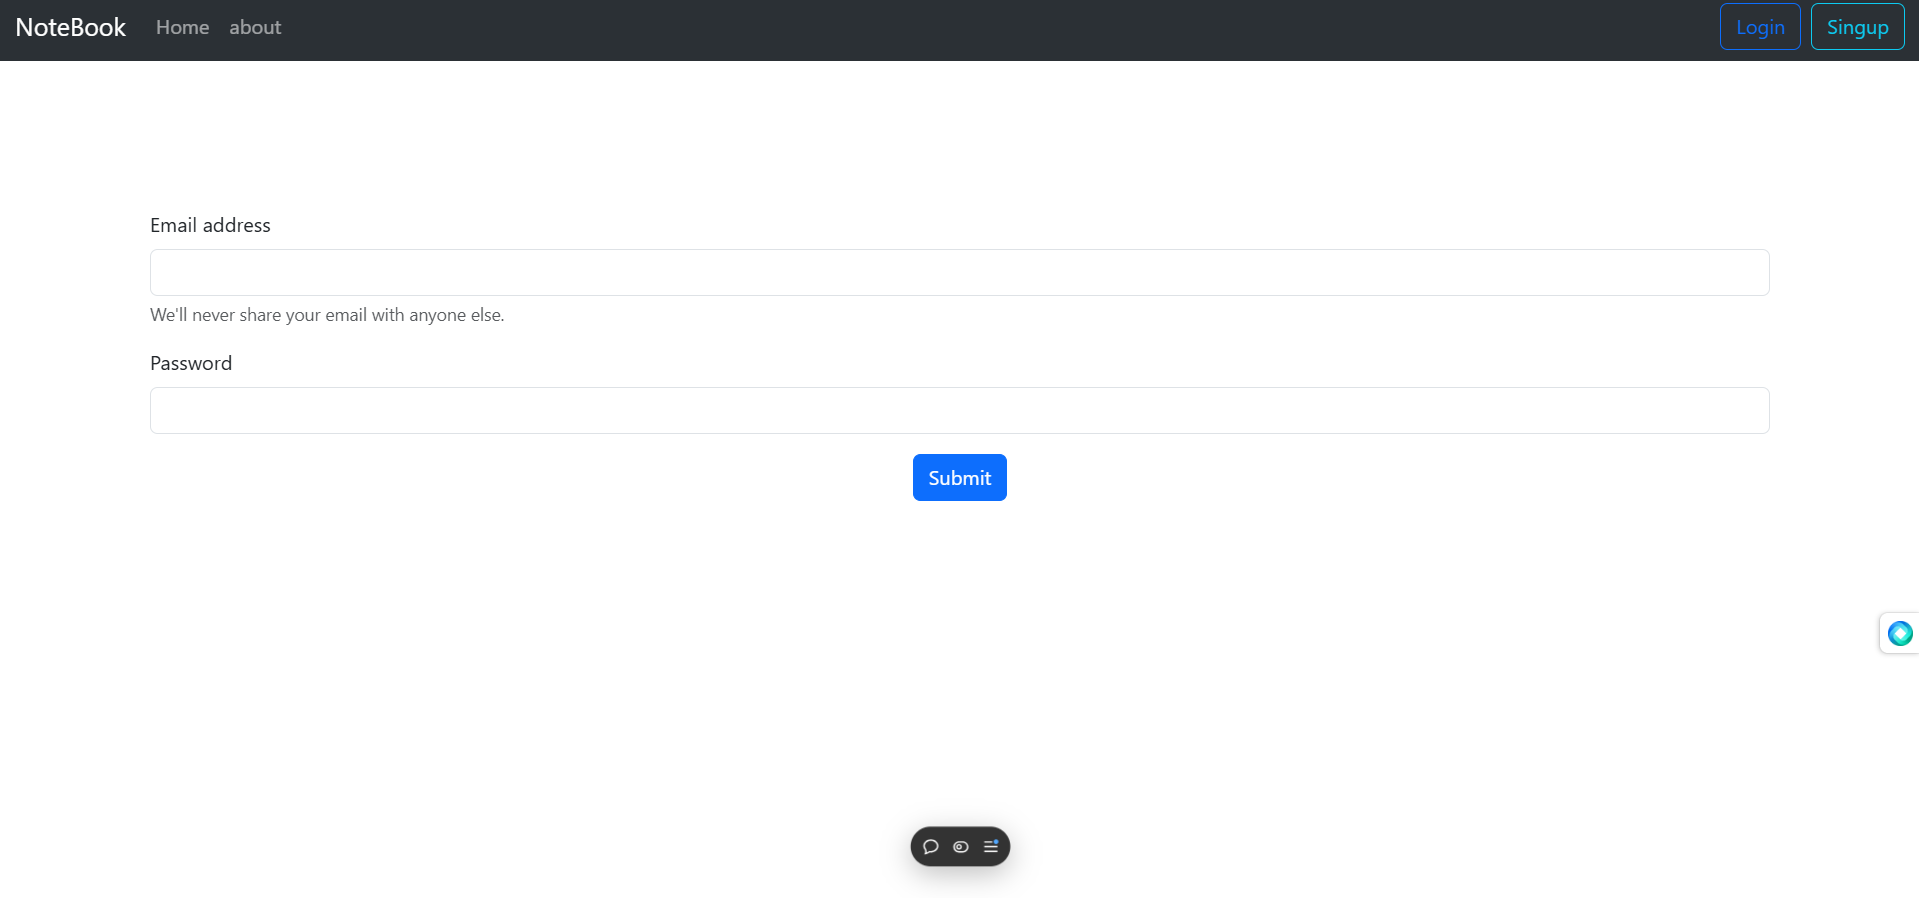 NoteBook Home about Login Singup
Email address
We'll never share your email with anyone else.
Password
Submit